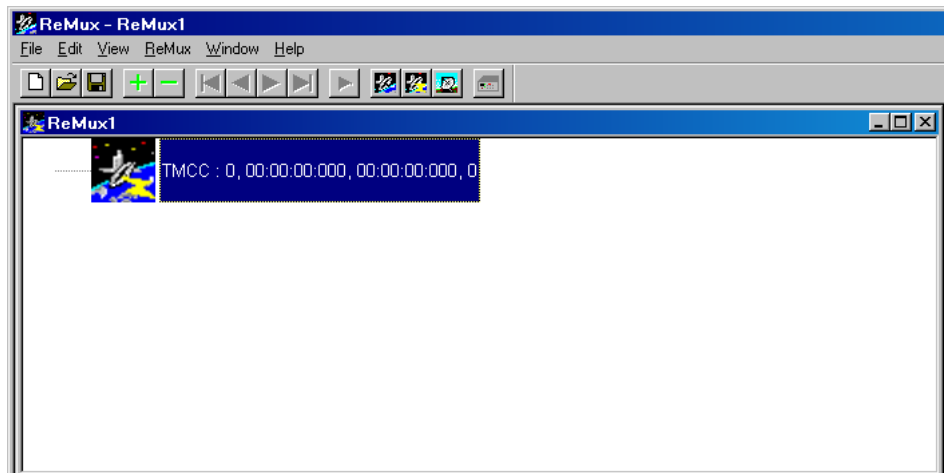 ReMux - ReMux1
File Edit View ReMux Window Help
ReMux1
TMCC : 0, 00:00:00:000, 00:00:00:000, 0